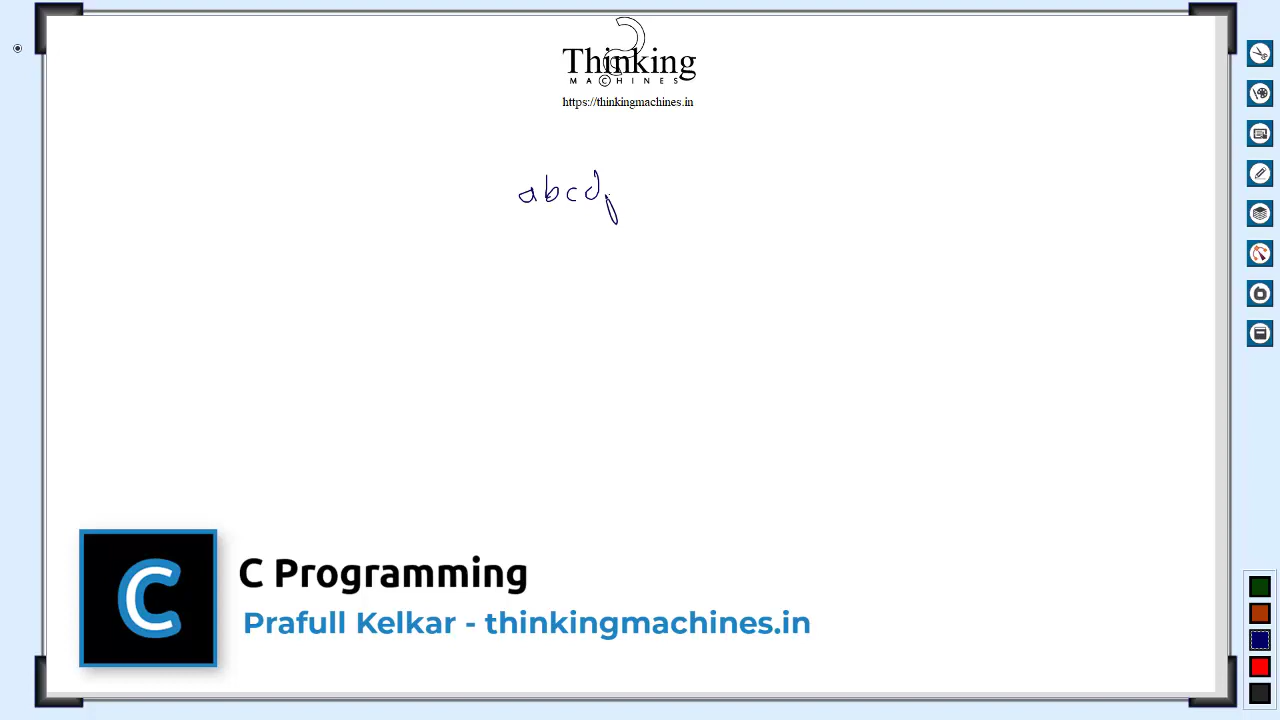 Thinking
MACHINES
https://thinkingmachines.in
abcd
C
C Programming
Prafull Kelkar - thinkingmachines.in